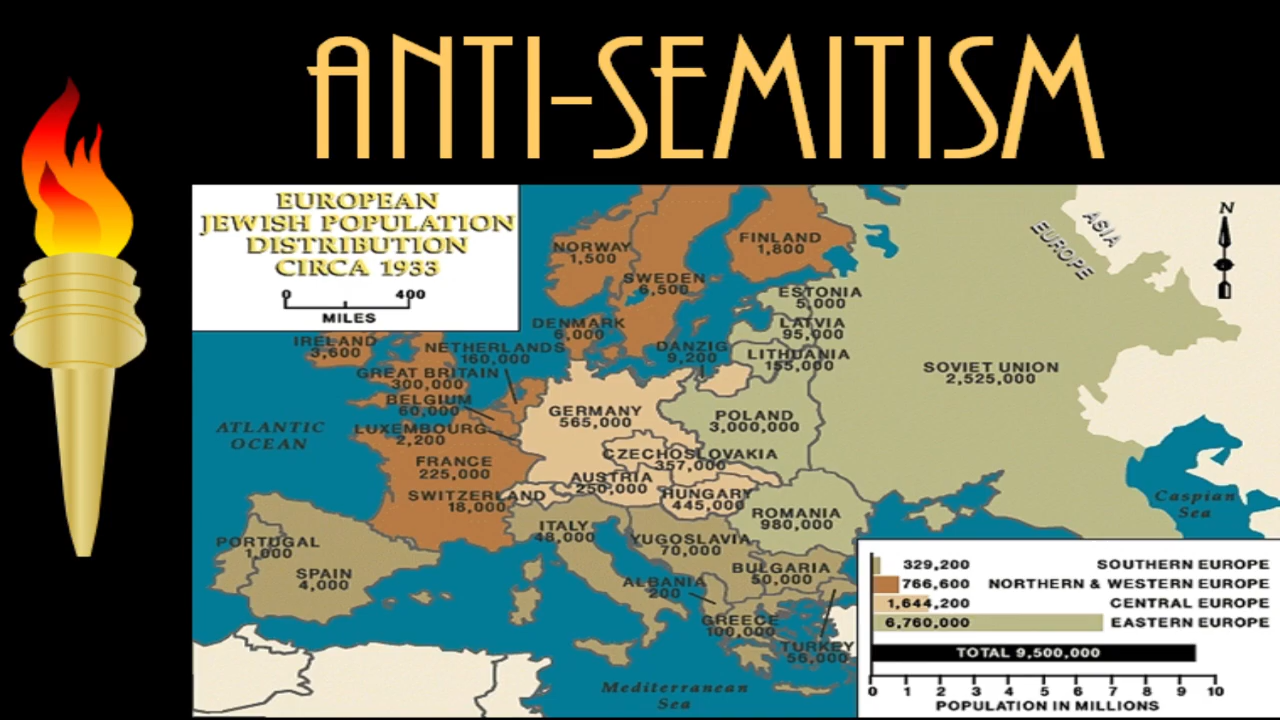 ANTI-SEMITISM
EUROPEAN
JEWISH POPULATION
DISTRIBUTION
CIRCA 1933
0 400
MILES
N
ASIA
EUROPE
NORWAY
1,500
SWEDEN
6,500
FINLAND
1,800
ESTONIA
5,000
LATVIA
95,000
LITHUANIA
155,000
DENMARK
6,000
DANZIG
9,200
IRELAND
3,600
NETHERLANDS
160,000
GREAT BRITAIN
300,000
BELGIUM
60,000
LUXEMBOURG
2,200
GERMANY
565,000
POLAND
3,000,000
SOVIET UNION
2,525,000
ATLANTIC
OCEAN
FRANCE
225,000
CZECHOSLOVAKIA
357,000
AUSTRIA
250,000
SWITZERLAND
18,000
HUNGARY
445,000
ROMANIA
980,000
Caspian
Sea
PORTUGAL
1,000
SPAIN
4,000
ITALY
48,000
YUGOSLAVIA
70,000
BULGARIA
50,000
ALBANIA
200
GREECE
100,000
TURKEY
56,000
Mediterranean
Sea
329,200 SOUTHERN EUROPE
766,600 NORTHERN & WESTERN EUROPE
1,644,200 CENTRAL EUROPE
6,760,000 EASTERN EUROPE
TOTAL 9,500,000
0 1 2 3 4 5 6 7 8 9 10
POPULATION IN MILLIONS